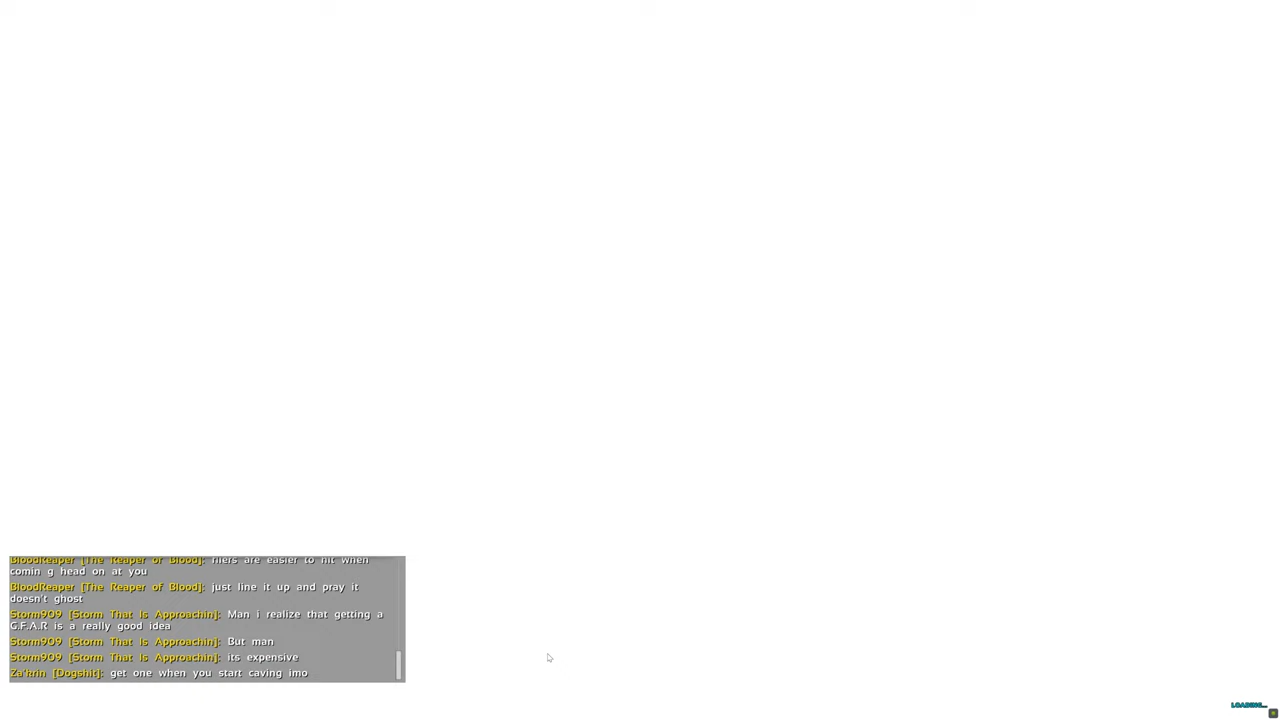 BloodReaper [The Reaper of Blood]: fliers are easier to hit when
comin g head on at you
BloodReaper [The Reaper of Blood]: just line it up and pray it
doesn't ghost
Storm909 [Storm That Is Approachin]: Man i realize that getting a
G.F.A.R is a really good idea
Storm909 [Storm That Is Approachin]: But man
Storm909 [Storm That Is Approachin]: its expensive
Za'krin [Dogshit]: get one when you start caving imo
LOADING...